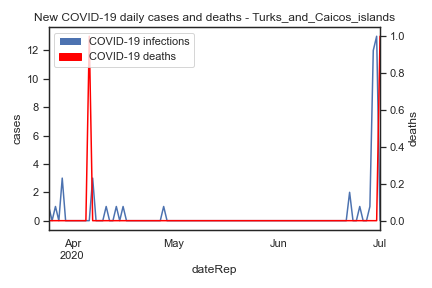 New COVID-19 daily cases and deaths - Turks_and_Caicos_islands
COVID-19 infections
COVID-19 deaths
12
10
8
6
4
2
0
cases
1.0
0.8
0.6
0.4
0.2
0.0
deaths
Apr
2020
May
Jun
Jul
dateRep